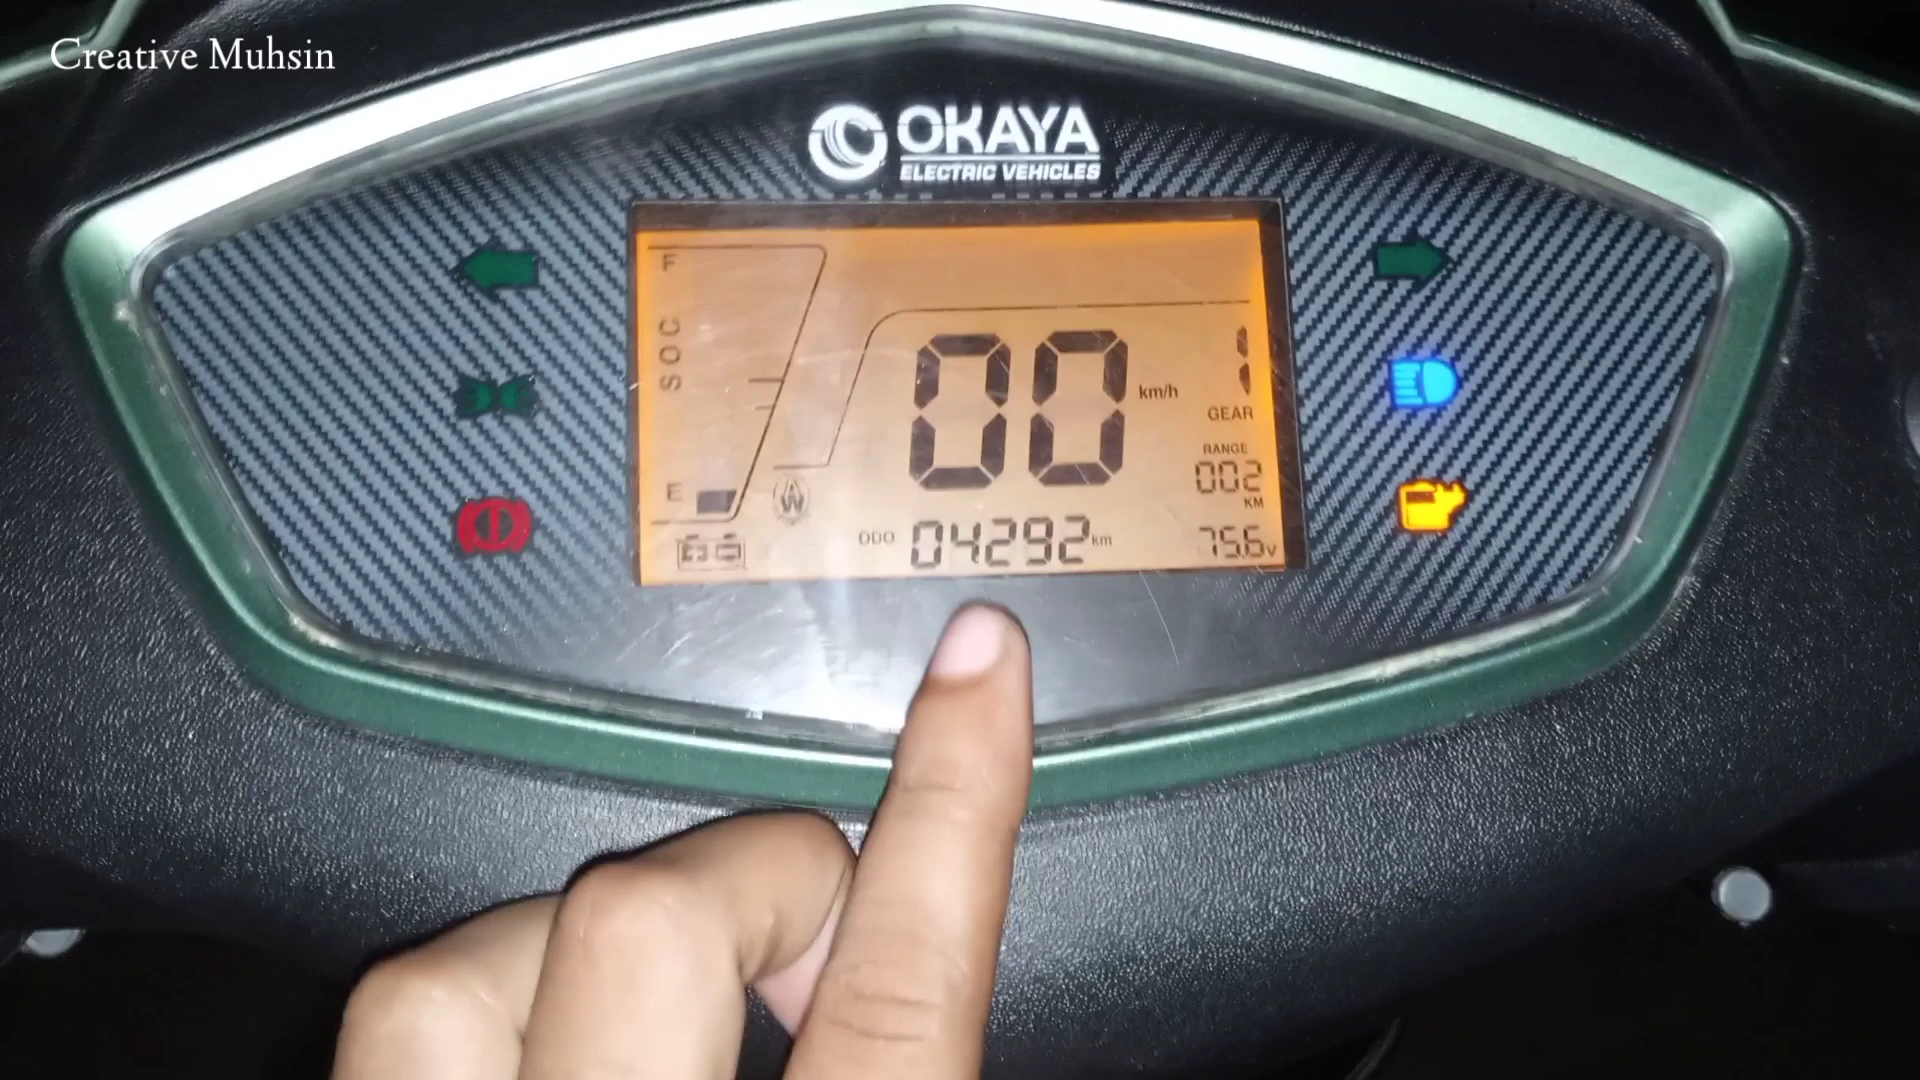 Creative Muhsin
OKAYA
ELECTRIC VEHICLES
F
SOC
E
00 km/h
1
GEAR
RANGE
002
KM
ODO 04292 km
75.6v